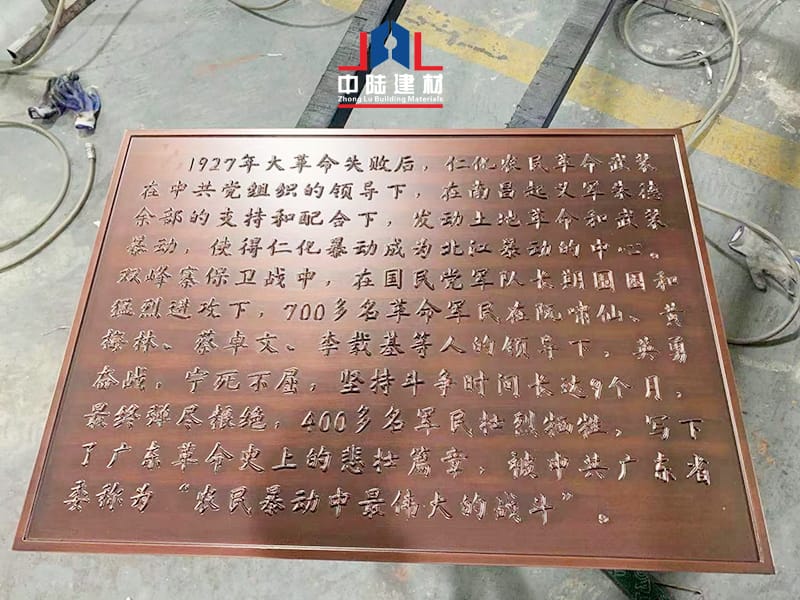 中陆建材
Zhong Lu Building Materials
1927年大革命失败后，仁化农民革命武装
在中共党组织的领导下，在南昌起义军朱德
余部的支持和配合下，发动土地革命和武装
暴动，使得仁化暴动成为北江暴动的中心。
双峰寨保卫战中，在国民党军队长期围困和
猛烈进攻下，700多名革命军民在阮啸仙、黄
梅林、蔡卓文、李载基等人的领导下，英勇
奋战，宁死不屈，坚持斗争时间长达9个月，
最终弹尽粮绝，400多名军民壮烈牺牲，写下
了广东革命史上的悲壮篇章，被中共广东省
委称为“农民暴动中最伟大的战斗”。